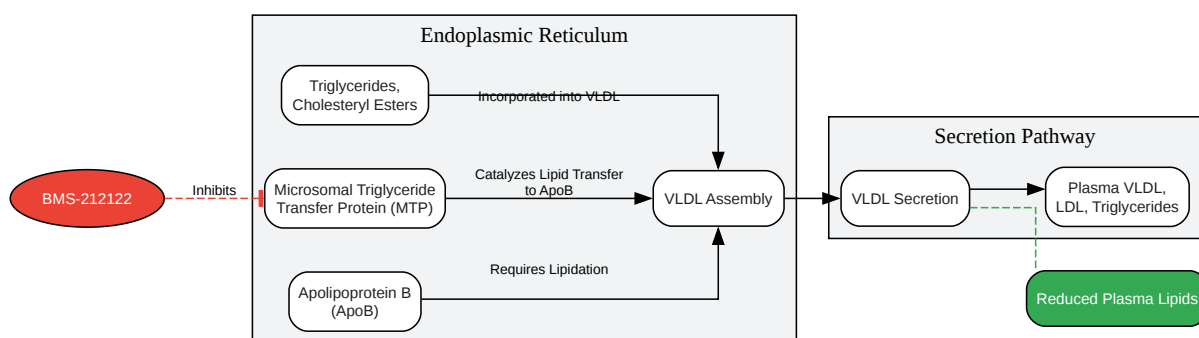 Endoplasmic Reticulum
Triglycerides,
Cholesteryl Esters
Incorporated into VLDL
Secretion Pathway
BMS-212122
Inhibits
Microsomal Triglyceride
Transfer Protein (MTP)
Catalyzes Lipid Transfer
to ApoB
VLDL Assembly
VLDL Secretion
Plasma VLDL,
LDL, Triglycerides
Requires Lipidation
Apolipoprotein B
(ApoB)
Reduced Plasma Lipids